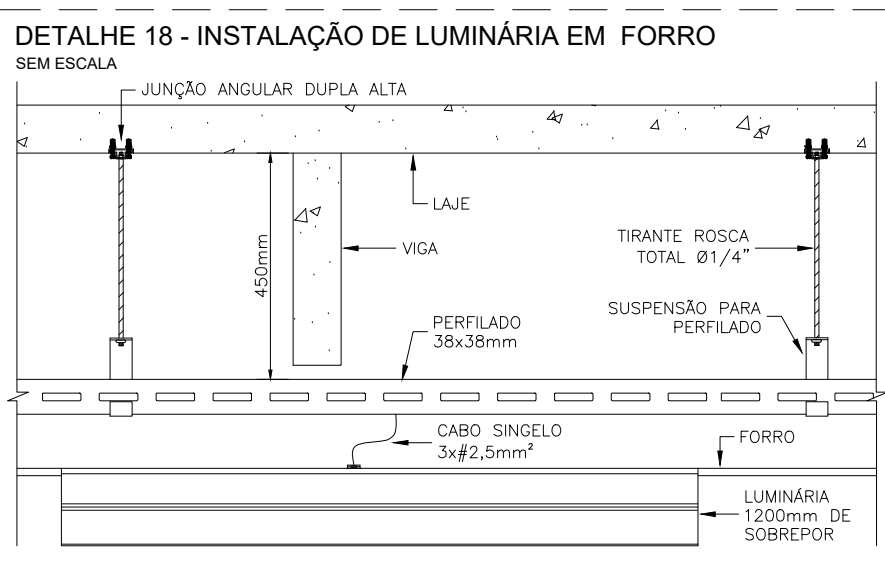 DETALHE 18 - INSTALAÇÃO DE LUMINÁRIA EM FORRO
SEM ESCALA
JUNÇÃO ANGULAR DUPLA ALTA
LAJE
VIGA
450mm
TIRANTE ROSCA
TOTAL Ø1/4"
SUSPENSÃO PARA
PERFILADO
PERFILADO
38x38mm
CABO SINGELO
3x#2,5mm²
FORRO
LUMINÁRIA
1200mm DE
SOBREPOR